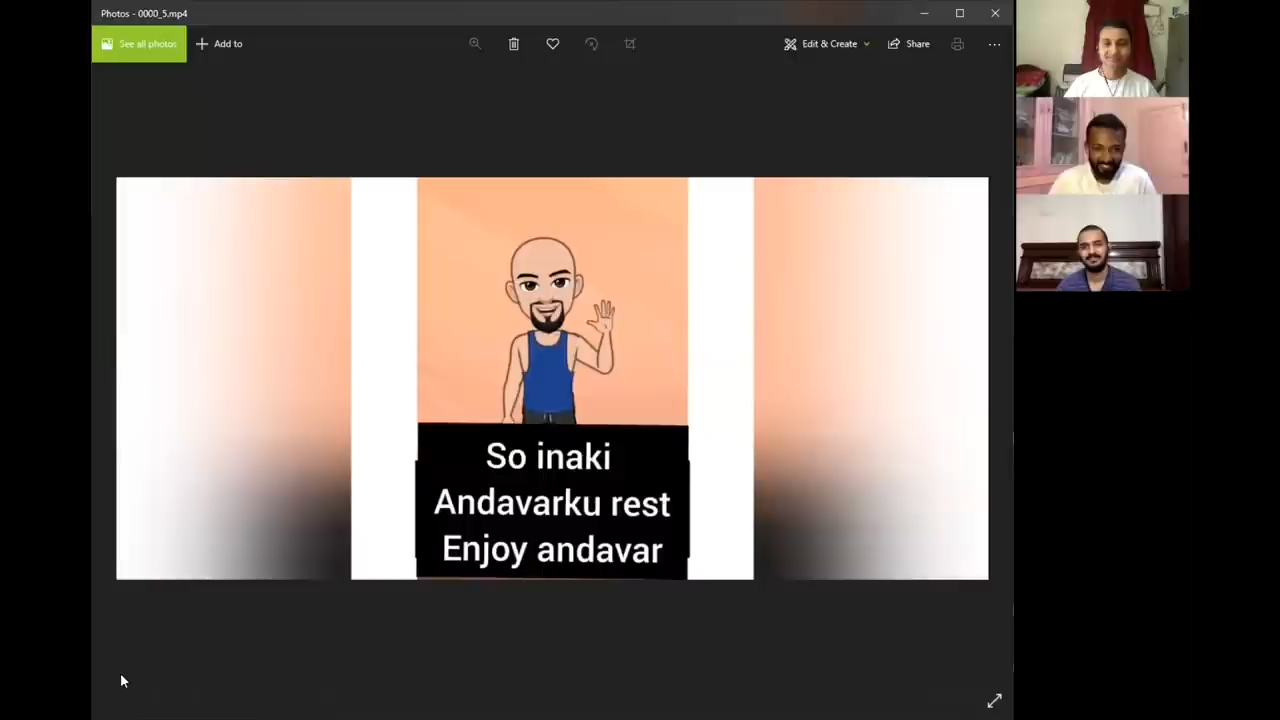 Photos - 0000_5.mp4
See all photos
Add to
Edit & Create
Share
So inaki
Andavarku rest
Enjoy andavar